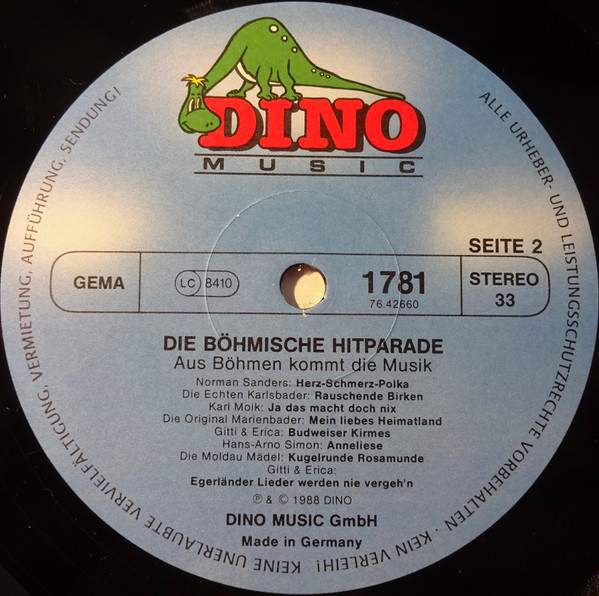 DINO
MUSIC
ALLE URHEBER- UND LEISTUNGSSCHUTZRECHTE VORBEHALTEN · KEIN VERLEIH! KEINE UNERLAUBTE VERVIELFÄLTIGUNG, VERMIETUNG, AUFFÜHRUNG, SENDUNG!
SEITE 2
GEMA
LC 8410
1781
76.42660
STEREO
33
DIE BÖHMISCHE HITPARADE
Aus Böhmen kommt die Musik
Norman Sanders: Herz-Schmerz-Polka
Die Echten Karlsbader: Rauschende Birken
Karl Moik: Ja das macht doch nix
Die Original Marienbader: Mein liebes Heimatland
Gitti & Erica: Budweiser Kirmes
Hans-Arno Simon: Anneliese
Die Moldau Mädel: Kugelrunde Rosamunde
Gitti & Erica:
Egerländer Lieder werden nie vergeh'n
℗ & © 1988 DINO
DINO MUSIC GmbH
Made in Germany